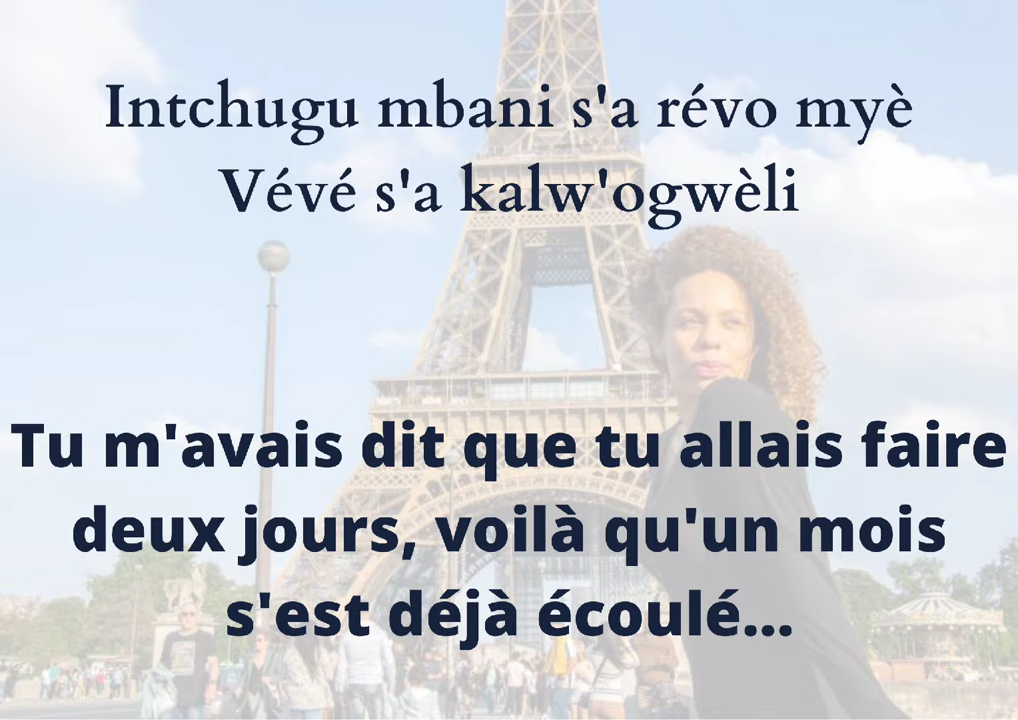 Intchugu mbani s'a révo myè
Vévé s'a kalw'ogwèli
Tu m'avais dit que tu allais faire
deux jours, voilà qu'un mois
s'est déjà écoulé...